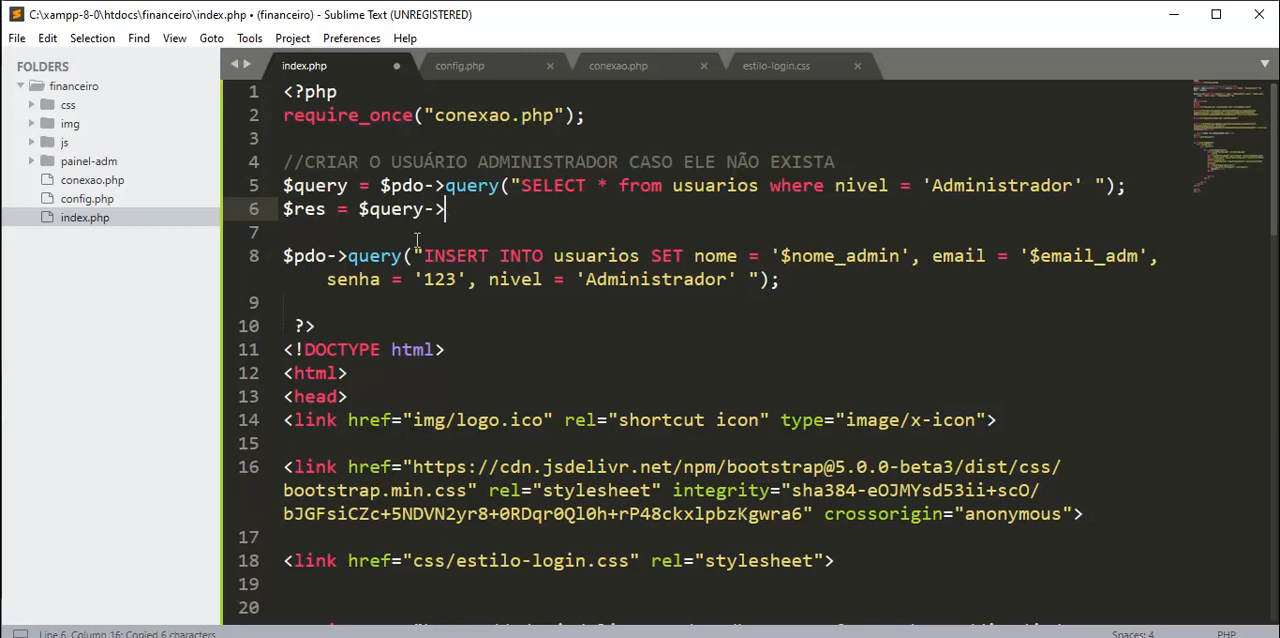 C:\xampp-8-0\htdocs\financeiro\index.php • (financeiro) - Sublime Text (UNREGISTERED)
File Edit Selection Find View Goto Tools Project Preferences Help
FOLDERS
financeiro
css
img
js
painel-adm
conexao.php
config.php
index.php
index.php config.php conexao.php estilo-login.css
1 <?php
2 require_once("conexao.php");
3
4 //CRIAR O USUÁRIO ADMINISTRADOR CASO ELE NÃO EXISTA
5 $query = $pdo->query("SELECT * from usuarios where nivel = 'Administrador' ");
6 $res = $query->
7
8 $pdo->query("INSERT INTO usuarios SET nome = '$nome_admin', email = '$email_adm',
senha = '123', nivel = 'Administrador' ");
9
10 ?>
11 <!DOCTYPE html>
12 <html>
13 <head>
14 <link href="img/logo.ico" rel="shortcut icon" type="image/x-icon">
15
16 <link href="https://cdn.jsdelivr.net/npm/bootstrap@5.0.0-beta3/dist/css/
bootstrap.min.css" rel="stylesheet" integrity="sha384-eOJMYsd53ii+scO/
bJGFsiCZc+5NDVN2yr8+0RDqr0Ql0h+rP48ckxlpbzKgwra6" crossorigin="anonymous">
17
18 <link href="css/estilo-login.css" rel="stylesheet">
19
20
Line 6, Column 16; Copied 6 characters Spaces: 4 PHP